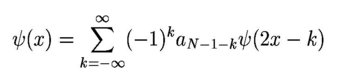 ψ(x) = ∑_{k=-∞}^{∞} (-1)^k a_{N-1-k} ψ(2x - k)